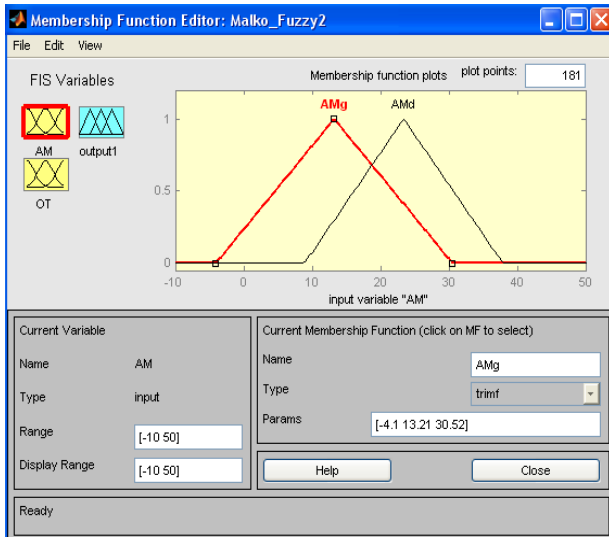 Membership Function Editor: Malko_Fuzzy2
File Edit View
FIS Variables
AM
output1
OT
Membership function plots plot points: 181
AMg
AMd
1
0.5
0
-10 0 10 20 30 40 50
input variable "AM"
Current Variable
Name AM
Type input
Range [-10 50]
Display Range [-10 50]
Current Membership Function (click on MF to select)
Name AMg
Type trimf
Params [-4.1 13.21 30.52]
Help Close
Ready